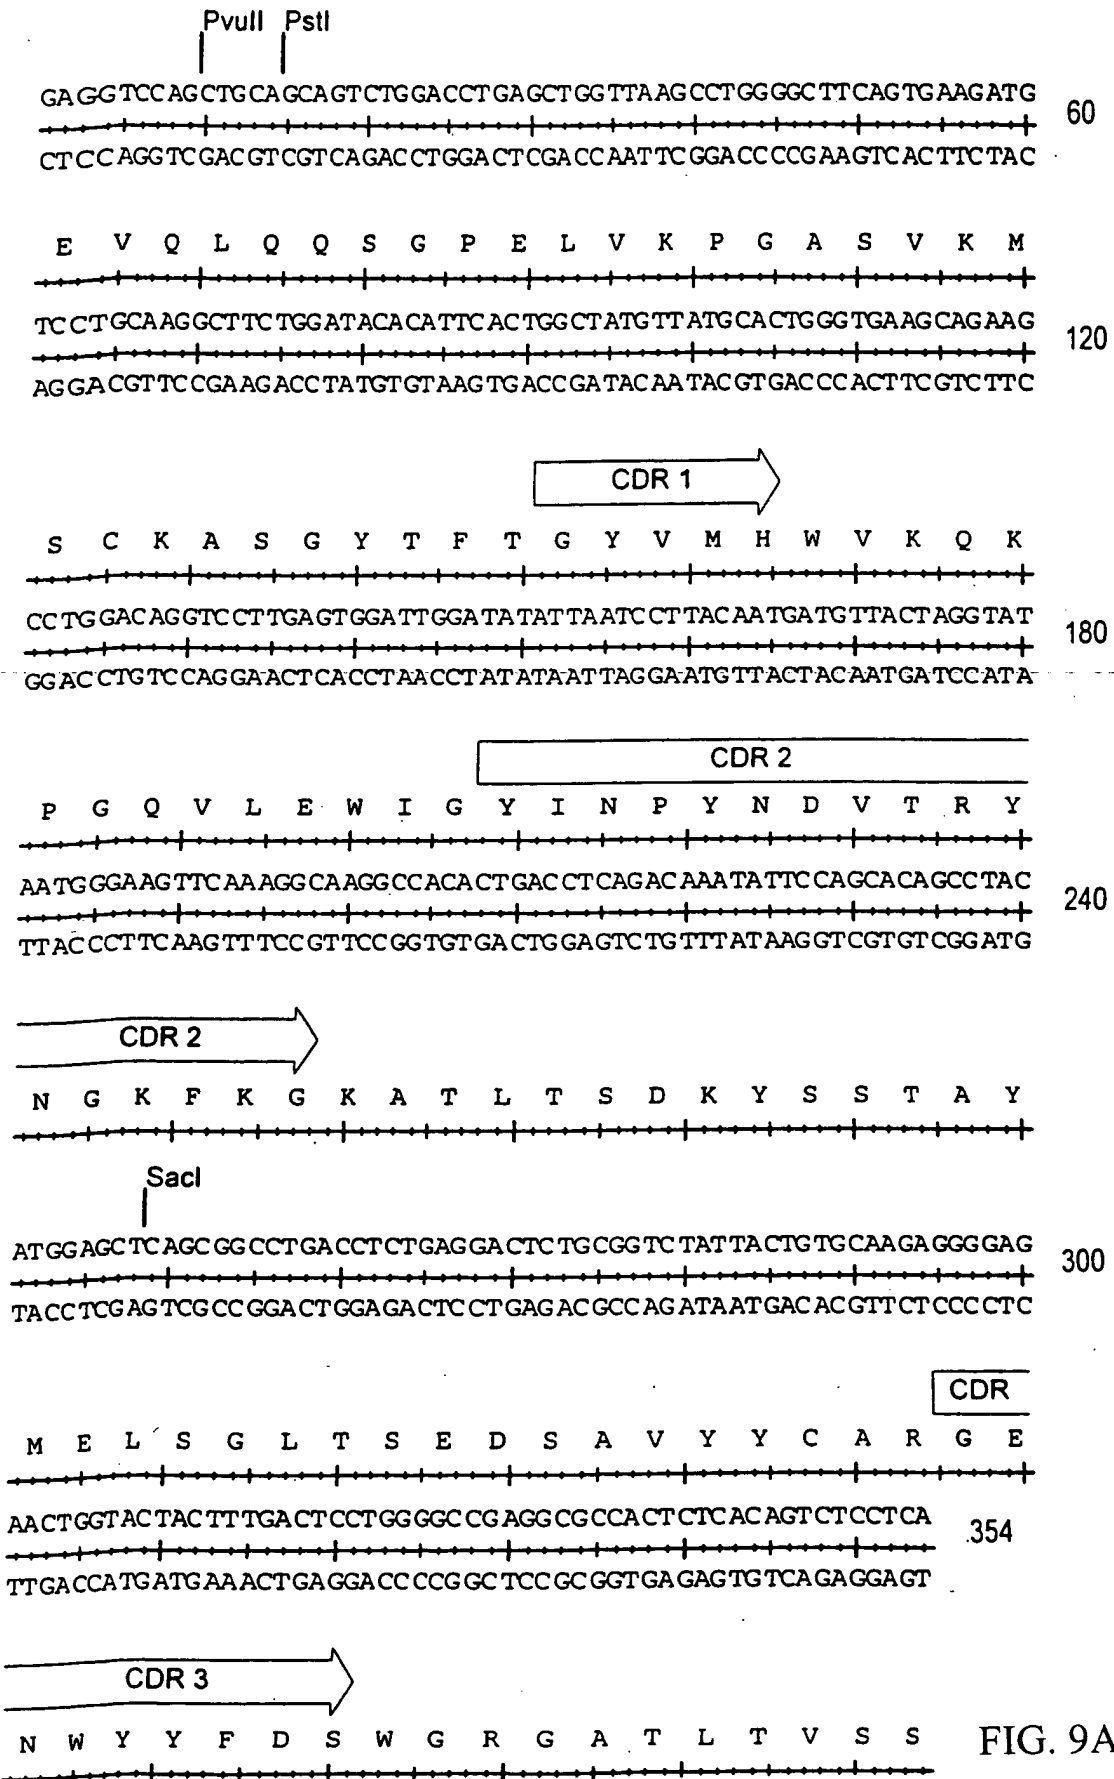 PvuII PstI
GAGGTCCAGCTGCAGCAGTCTGGACCTGAGCTGGTTAAGCCTGGGGCTTCAGTGAAGATG
60
CTCCAGGTCGACGTCGTCAGACCTGGACTCGACCAATTCGGACCCCGAAGTCACTTCTAC
E V Q L Q Q S G P E L V K P G A S V K M
TCCTGCAAGGCTTCTGGATACACATTCACTGGCTATGTTATGCACTGGGTGAAGCAGAAG
120
AGGACGTTCCGAAGACCTATGTGTAAGTGACCGATACAATACGTGACCCACTTCGTCTTC
CDR 1
S C K A S G Y T F T G Y V M H W V K Q K
CCTGGACAGGTCCTTGAGTGGATTGGATATATTAATCCTTACAATGATGTTACTAGGTAT
180
GGACCTGTCCAGGAACTCACCTAACCTATATAATTAGGAATGTTACTACAATGATCCATA
CDR 2
P G Q V L E W I G Y I N P Y N D V T R Y
AATGGGAAGTTCAAAGGCAAGGCCACACTGACCTCAGACAAATATTCCAGCACAGCCTAC
240
TTACCCTTCAAGTTTCCGTTCCGGTGTGACTGGAGTCTGTTTATAAGGTCGTGTCGGATG
CDR 2
N G K F K G K A T L T S D K Y S S T A Y
SacI
ATGGAGCTCAGCGGCCTGACCTCTGAGGACTCTGCGGTCTATTACTGTGCAAGAGGGGAG
300
TACCTCGAGTCGCCGGACTGGAGACTCCTGAGACGCCAGATAATGACACGTTCTCCCCTC
CDR
M E L S G L T S E D S A V Y Y C A R G E
AACTGGTACTACTTTGACTCCTGGGGCCGAGGCGCCACTCTCACAGTCTCCTCA
.354
TTGACCATGATGAAACTGAGGACCCCGGCTCCGCGGTGAGAGTGTCAGAGGAGT
CDR 3
N W Y Y F D S W G R G A T L T V S S
FIG. 9A